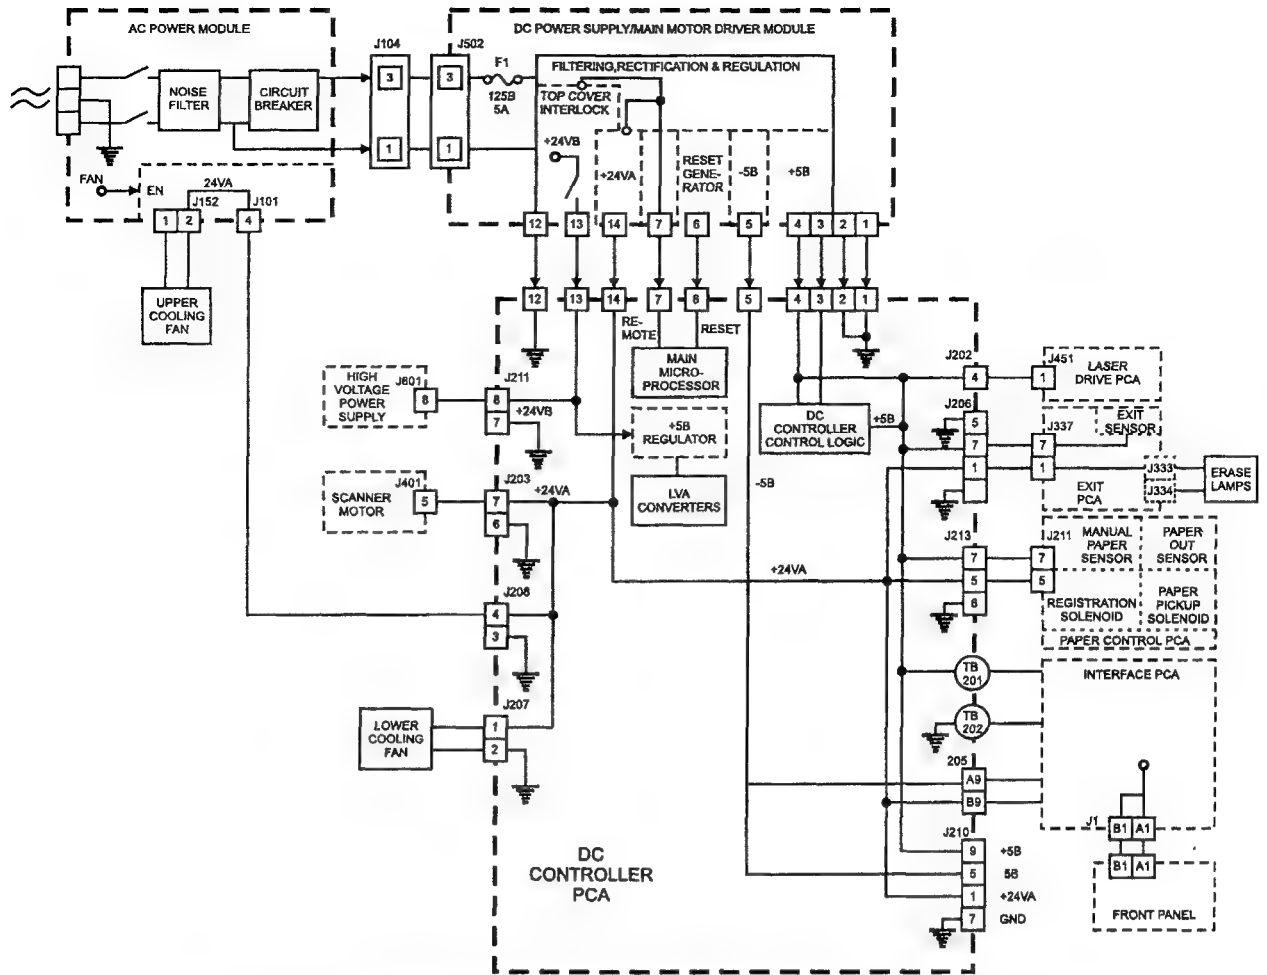 AC POWER MODULE
DC POWER SUPPLY/MAIN MOTOR DRIVER MODULE
J104
J502
FILTERING,RECTIFICATION & REGULATION
F1
125B
5A
3
3
NOISE
FILTER
CIRCUIT
BREAKER
TOP COVER
INTERLOCK
1
1
+24VB
+24VA
RESET
GENE-
RATOR
-5B
+5B
FAN
EN
24VA
J152
J101
1 2
4
12
13
14
7
6
5
4 3 2 1
UPPER
COOLING
FAN
12
13
14
7
6
5
4 3 2 1
RE-
MOTE
RESET
MAIN
MICRO-
PROCESSOR
J202
J451
4
1
LASER
DRIVE PCA
HIGH
VOLTAGE
POWER
SUPPLY
J601
8
J211
8
+24VB
7
+5B
REGULATOR
DC
CONTROLLER
CONTROL LOGIC
+5B
J206
5
7
1
J337
7
1
EXIT
SENSOR
EXIT
PCA
J333
J334
ERASE
LAMPS
LVA
CONVERTERS
-5B
SCANNER
MOTOR
J401
5
J203
7
6
+24VA
J213
7
5
6
J211
7
5
MANUAL
PAPER
SENSOR
PAPER
OUT
SENSOR
+24VA
REGISTRATION
SOLENOID
PAPER
PICKUP
SOLENOID
PAPER CONTROL PCA
J208
4
3
TB
201
INTERFACE PCA
J207
1
2
LOWER
COOLING
FAN
TB
202
205
A9
B9
J1
B1 A1
J210
9 +5B
5 5B
1 +24VA
7 GND
B1 A1
FRONT PANEL
DC
CONTROLLER
PCA